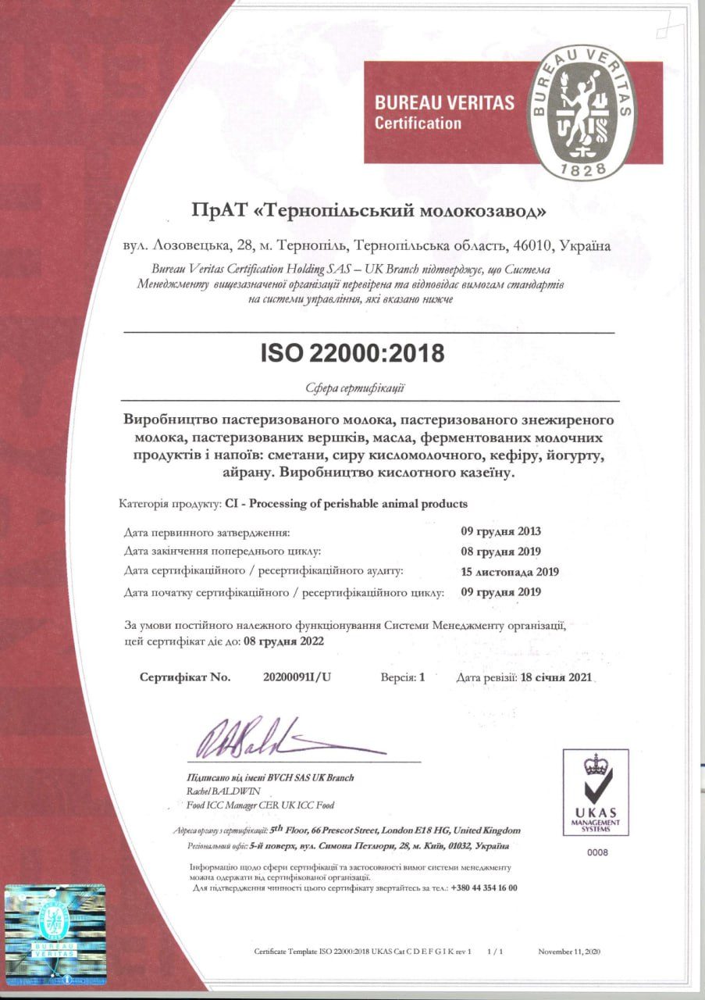 BUREAU VERITAS
Certification
BUREAU VERITAS
1828
ПрАТ «Тернопільський молокозавод»
вул. Лозовецька, 28, м. Тернопіль, Тернопільська область, 46010, Україна
Bureau Veritas Certification Holding SAS – UK Branch підтверджує, що Система
Менеджменту вищезазначеної організації перевірена та відповідає вимогам стандартів
на системи управління, які вказано нижче
ISO 22000:2018
Сфера сертифікації
Виробництво пастеризованого молока, пастеризованого знежиреного
молока, пастеризованих вершків, масла, ферментованих молочних
продуктів і напоїв: сметани, сиру кисломолочного, кефіру, йогурту,
айрану. Виробництво кислотного казеїну.
Категорія продукту: CI - Processing of perishable animal products
Дата первинного затвердження: 09 грудня 2013
Дата закінчення попереднього циклу: 08 грудня 2019
Дата сертифікаційного / ресертифікаційного аудиту: 15 листопада 2019
Дата початку сертифікаційного / ресертифікаційного циклу: 09 грудня 2019
За умови постійного належного функціонування Системи Менеджменту організації,
цей сертифікат діє до: 08 грудня 2022
Сертифікат No. 20200091I/U Версія: 1 Дата ревізії: 18 січня 2021
Підписано від імені BVCH SAS UK Branch
Rachel BALDWIN
Food ICC Manager CER UK ICC Food
Адреса органу з сертифікації: 5th Floor, 66 Prescot Street, London E18 HG, United Kingdom
Регіональний офіс: 5-й поверх, вул. Симона Петлюри, 28, м. Київ, 01032, Україна
Інформацію щодо сфери сертифікації та застосовності вимог системи менеджменту
можна одержати від сертифікованої організації.
Для підтвердження чинності цього сертифікату звертайтесь за тел.: +380 44 354 16 00
UKAS
MANAGEMENT
SYSTEMS
0008
BUREAU
VERITAS
Certificate Template ISO 22000:2018 UKAS Cat C D E F G I K rev 1 1 / 1 November 11, 2020